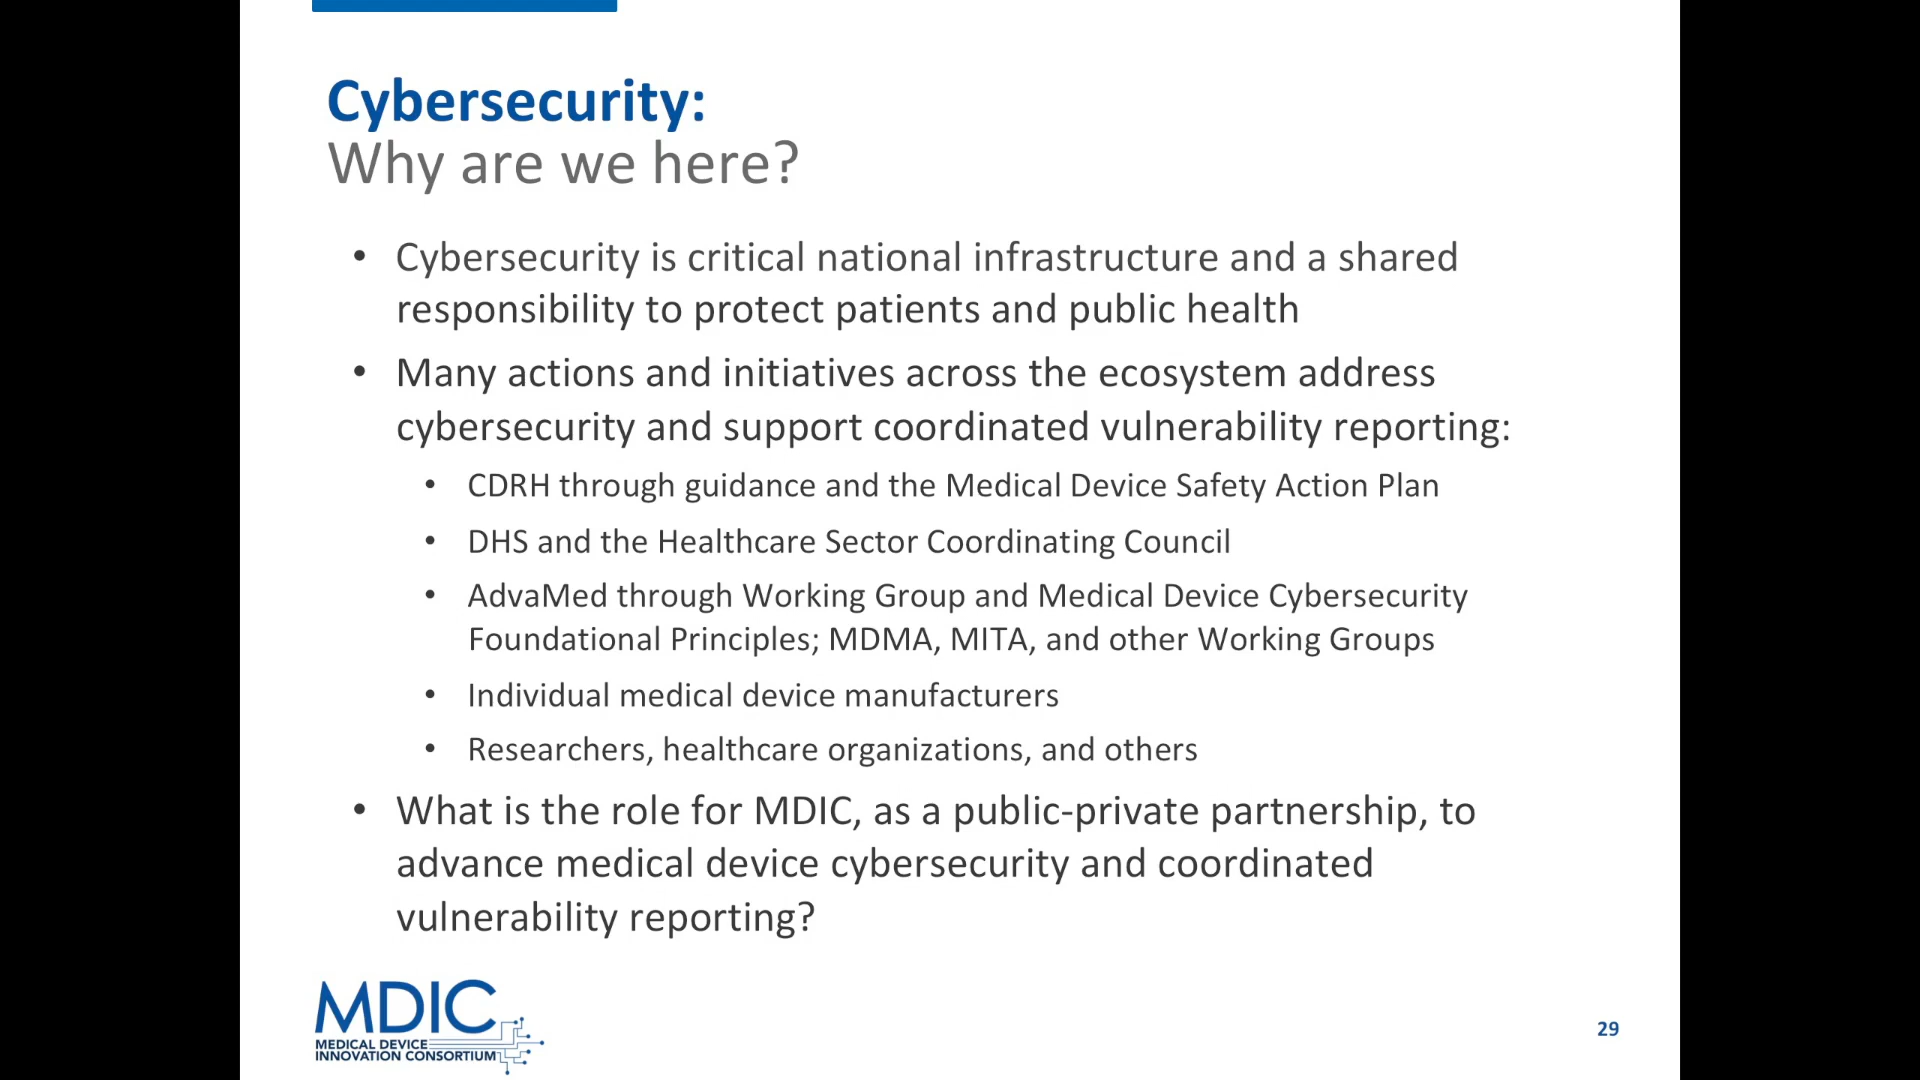 Cybersecurity:
Why are we here?
• Cybersecurity is critical national infrastructure and a shared
responsibility to protect patients and public health
• Many actions and initiatives across the ecosystem address
cybersecurity and support coordinated vulnerability reporting:
• CDRH through guidance and the Medical Device Safety Action Plan
• DHS and the Healthcare Sector Coordinating Council
• AdvaMed through Working Group and Medical Device Cybersecurity
Foundational Principles; MDMA, MITA, and other Working Groups
• Individual medical device manufacturers
• Researchers, healthcare organizations, and others
• What is the role for MDIC, as a public-private partnership, to
advance medical device cybersecurity and coordinated
vulnerability reporting?
MDIC
MEDICAL DEVICE
INNOVATION CONSORTIUM
29